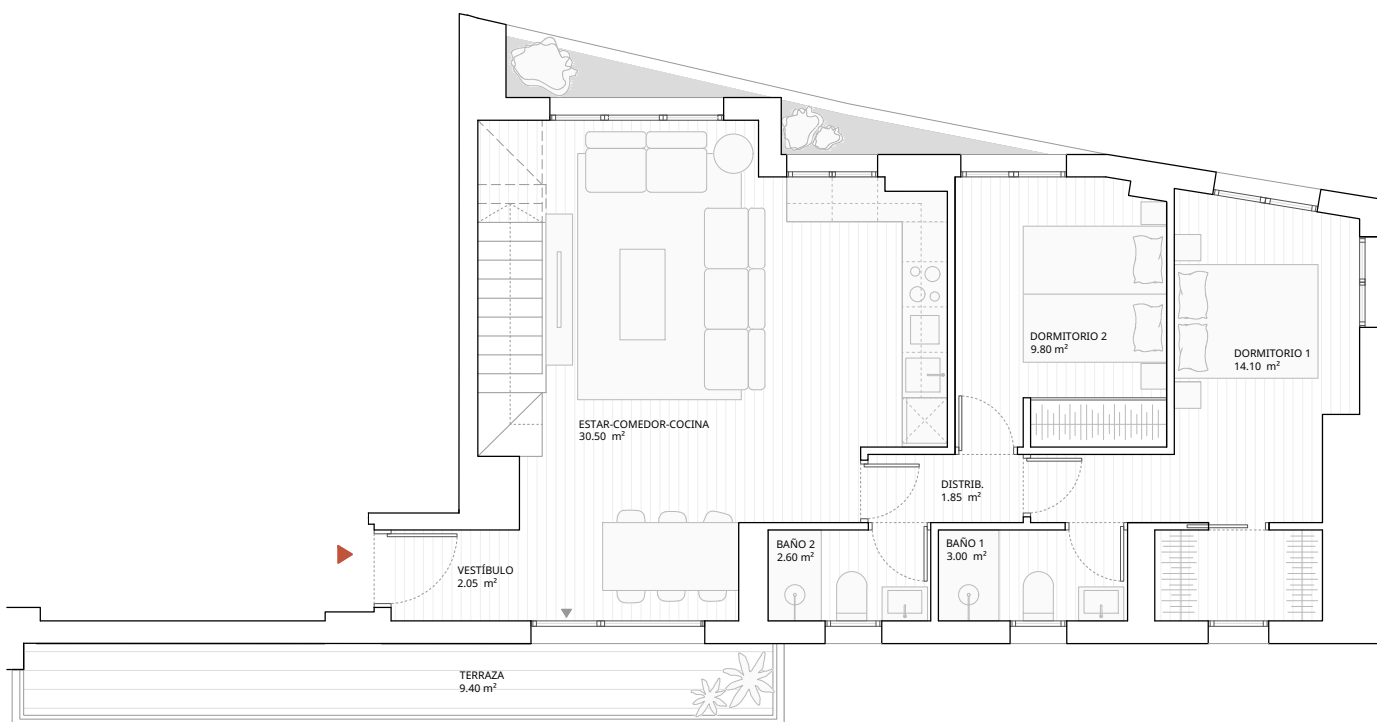 DORMITORIO 2
9.80 m²
DORMITORIO 1
14.10 m²
ESTAR-COMEDOR-COCINA
30.50 m²
DISTRIB.
1.85 m²
BAÑO 2
2.60 m²
BAÑO 1
3.00 m²
VESTÍBULO
2.05 m²
TERRAZA
9.40 m²